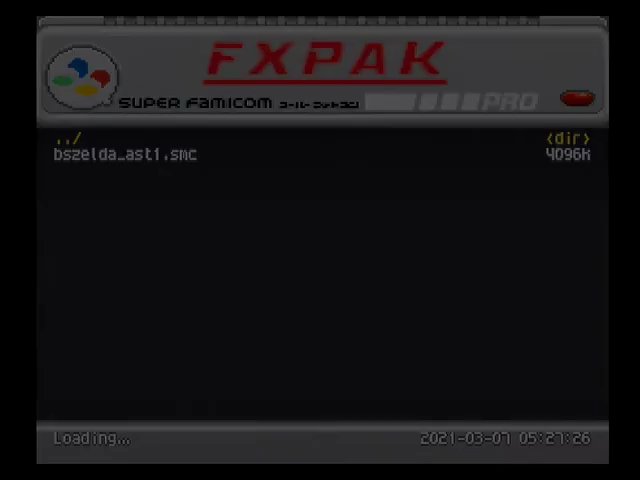 FXPAK
SUPER FAMICOM
PRO
../ <dir>
bszelda_ast1.smc 4096K
Loading... 2021-03-07 05:27:26